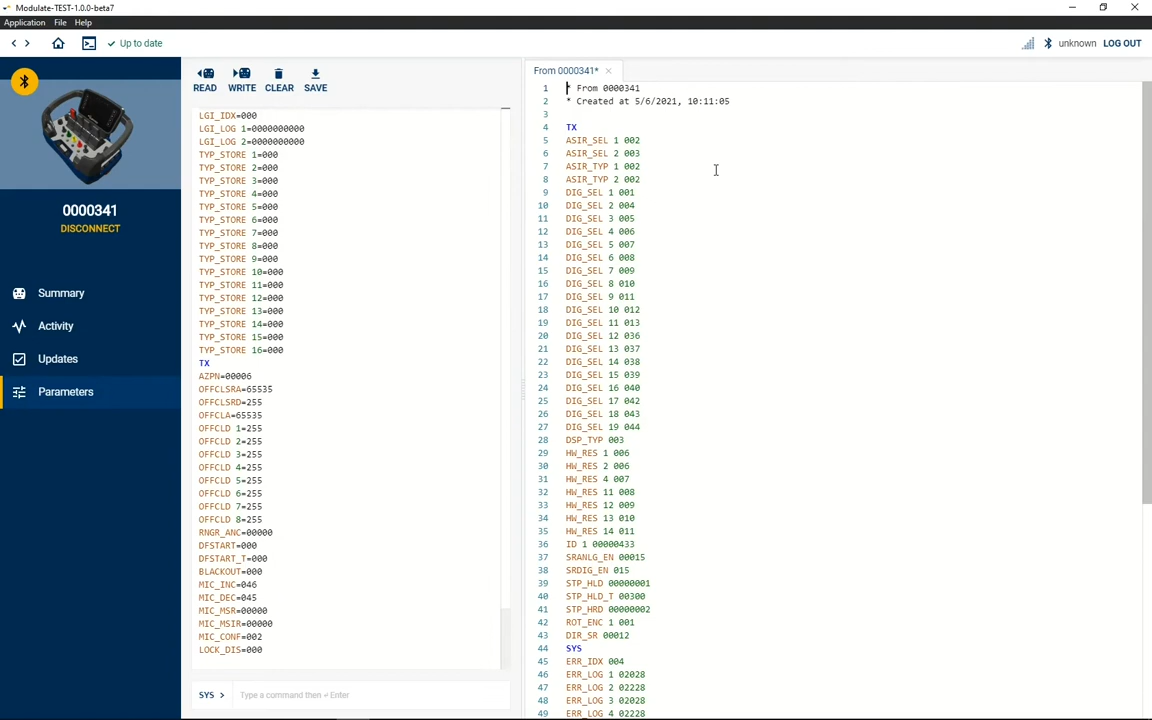 Modulate-TEST-1.0.0-beta7
Application File Help
Up to date
unknown LOG OUT
0000341
DISCONNECT
Summary
Activity
Updates
Parameters
READ WRITE CLEAR SAVE
LGI_IDX=000
LGI_LOG 1=0000000000
LGI_LOG 2=0000000000
TYP_STORE 1=000
TYP_STORE 2=000
TYP_STORE 3=000
TYP_STORE 4=000
TYP_STORE 5=000
TYP_STORE 6=000
TYP_STORE 7=000
TYP_STORE 8=000
TYP_STORE 9=000
TYP_STORE 10=000
TYP_STORE 11=000
TYP_STORE 12=000
TYP_STORE 13=000
TYP_STORE 14=000
TYP_STORE 15=000
TYP_STORE 16=000
TX
AZPN=00006
OFFCLSRA=65535
OFFCLSRD=255
OFFCLA=65535
OFFCLD 1=255
OFFCLD 2=255
OFFCLD 3=255
OFFCLD 4=255
OFFCLD 5=255
OFFCLD 6=255
OFFCLD 7=255
OFFCLD 8=255
RNGR_ANC=00000
DFSTART=000
DFSTART_T=000
BLACKOUT=000
MIC_INC=046
MIC_DEC=045
MIC_MSR=00000
MIC_MSIR=00000
MIC_CONF=002
LOCK_DIS=000
SYS > Type a command then ↵ Enter
From 0000341* ×
1 * From 0000341
2 * Created at 5/6/2021, 10:11:05
3
4 TX
5 ASIR_SEL 1 002
6 ASIR_SEL 2 003
7 ASIR_TYP 1 002
8 ASIR_TYP 2 002
9 DIG_SEL 1 001
10 DIG_SEL 2 004
11 DIG_SEL 3 005
12 DIG_SEL 4 006
13 DIG_SEL 5 007
14 DIG_SEL 6 008
15 DIG_SEL 7 009
16 DIG_SEL 8 010
17 DIG_SEL 9 011
18 DIG_SEL 10 012
19 DIG_SEL 11 013
20 DIG_SEL 12 036
21 DIG_SEL 13 037
22 DIG_SEL 14 038
23 DIG_SEL 15 039
24 DIG_SEL 16 040
25 DIG_SEL 17 042
26 DIG_SEL 18 043
27 DIG_SEL 19 044
28 DSP_TYP 003
29 HW_RES 1 006
30 HW_RES 2 006
31 HW_RES 4 007
32 HW_RES 11 008
33 HW_RES 12 009
34 HW_RES 13 010
35 HW_RES 14 011
36 ID 1 00000433
37 SRANLG_EN 00015
38 SRDIG_EN 015
39 STP_HLD 00000001
40 STP_HLD_T 00300
41 STP_HRD 00000002
42 ROT_ENC 1 001
43 DIR_SR 00012
44 SYS
45 ERR_IDX 004
46 ERR_LOG 1 02028
47 ERR_LOG 2 02228
48 ERR_LOG 3 02028
49 ERR_LOG 4 02228